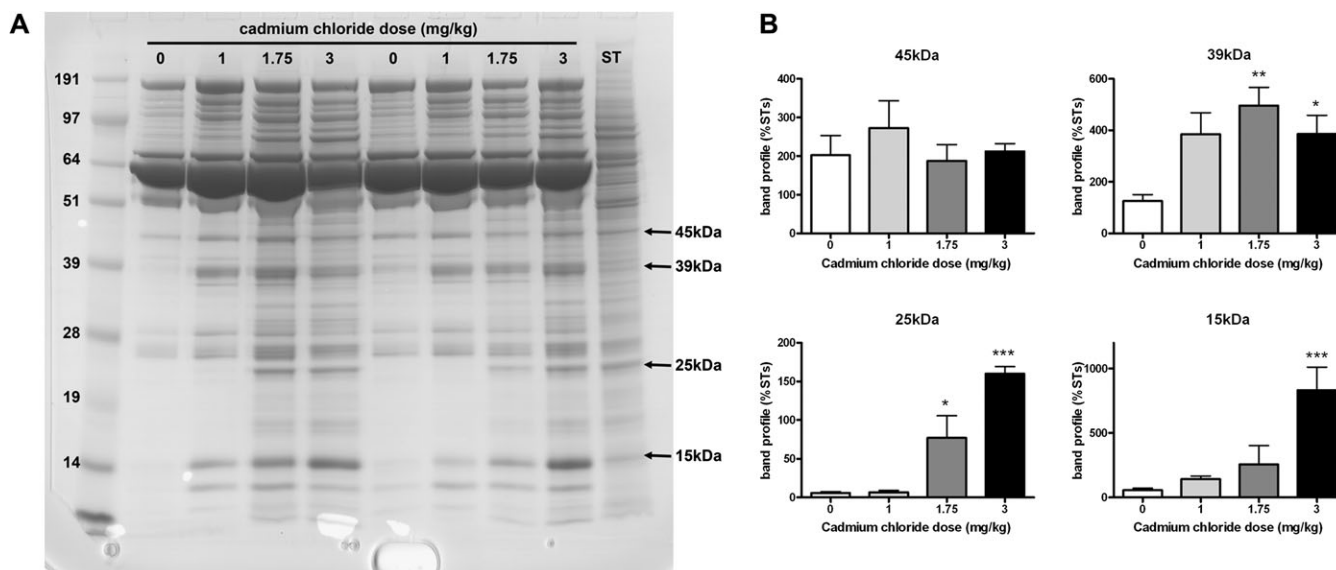 A
cadmium chloride dose (mg/kg)
0 1 1.75 3 0 1 1.75 3 ST
191
97
64
51
45kDa
39
39kDa
28
25kDa
19
15kDa
14
B
45kDa
400
300
200
100
0
band profile (%STs)
0 1 1.75 3
Cadmium chloride dose (mg/kg)
39kDa
**
*
600
400
200
0
band profile (%STs)
0 1 1.75 3
Cadmium chloride dose (mg/kg)
25kDa
***
*
200
150
100
50
0
band profile (%STs)
0 1 1.75 3
Cadmium chloride dose (mg/kg)
15kDa
***
1000
500
0
band profile (%STs)
0 1 1.75 3
Cadmium chloride dose (mg/kg)